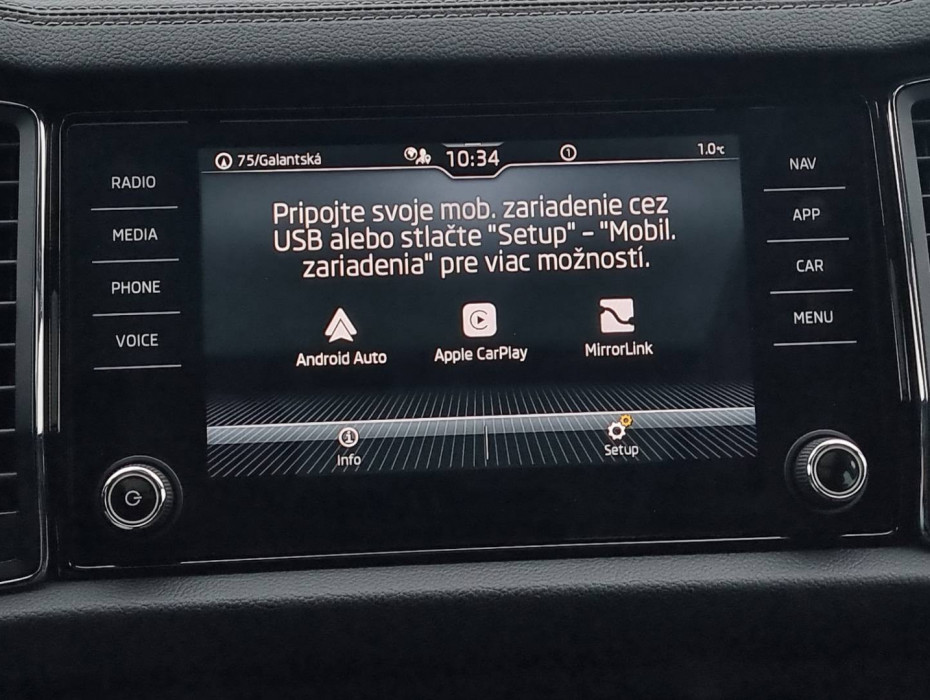 75/Galantská
10:34
1
1.0°C
RADIO
MEDIA
PHONE
VOICE
NAV
APP
CAR
MENU
Pripojte svoje mob. zariadenie cez
USB alebo stlačte "Setup" – "Mobil.
zariadenia" pre viac možností.
Android Auto
Apple CarPlay
MirrorLink
Info
Setup